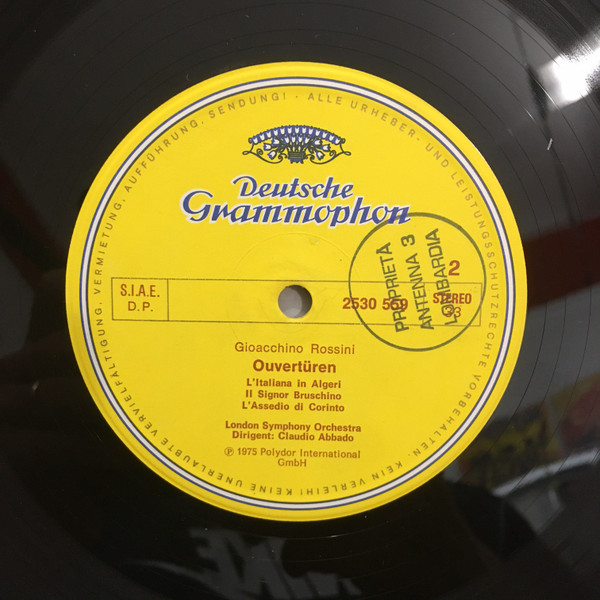 ALLE URHEBER- UND LEISTUNGSSCHUTZRECHTE VORBEHALTEN · KEIN VERLEIH! KEINE UNERLAUBTE VERVIELFÄLTIGUNG, VERMIETUNG, AUFFÜHRUNG, SENDUNG! ·
Deutsche
Grammophon
PROPRIETA
ANTENNA 3
LOMBARDIA
2
S.I.A.E.
D.P.
2530 559
STEREO
33
Gioacchino Rossini
Ouvertüren
L'Italiana in Algeri
Il Signor Bruschino
L'Assedio di Corinto
London Symphony Orchestra
Dirigent: Claudio Abbado
℗ 1975 Polydor International
GmbH